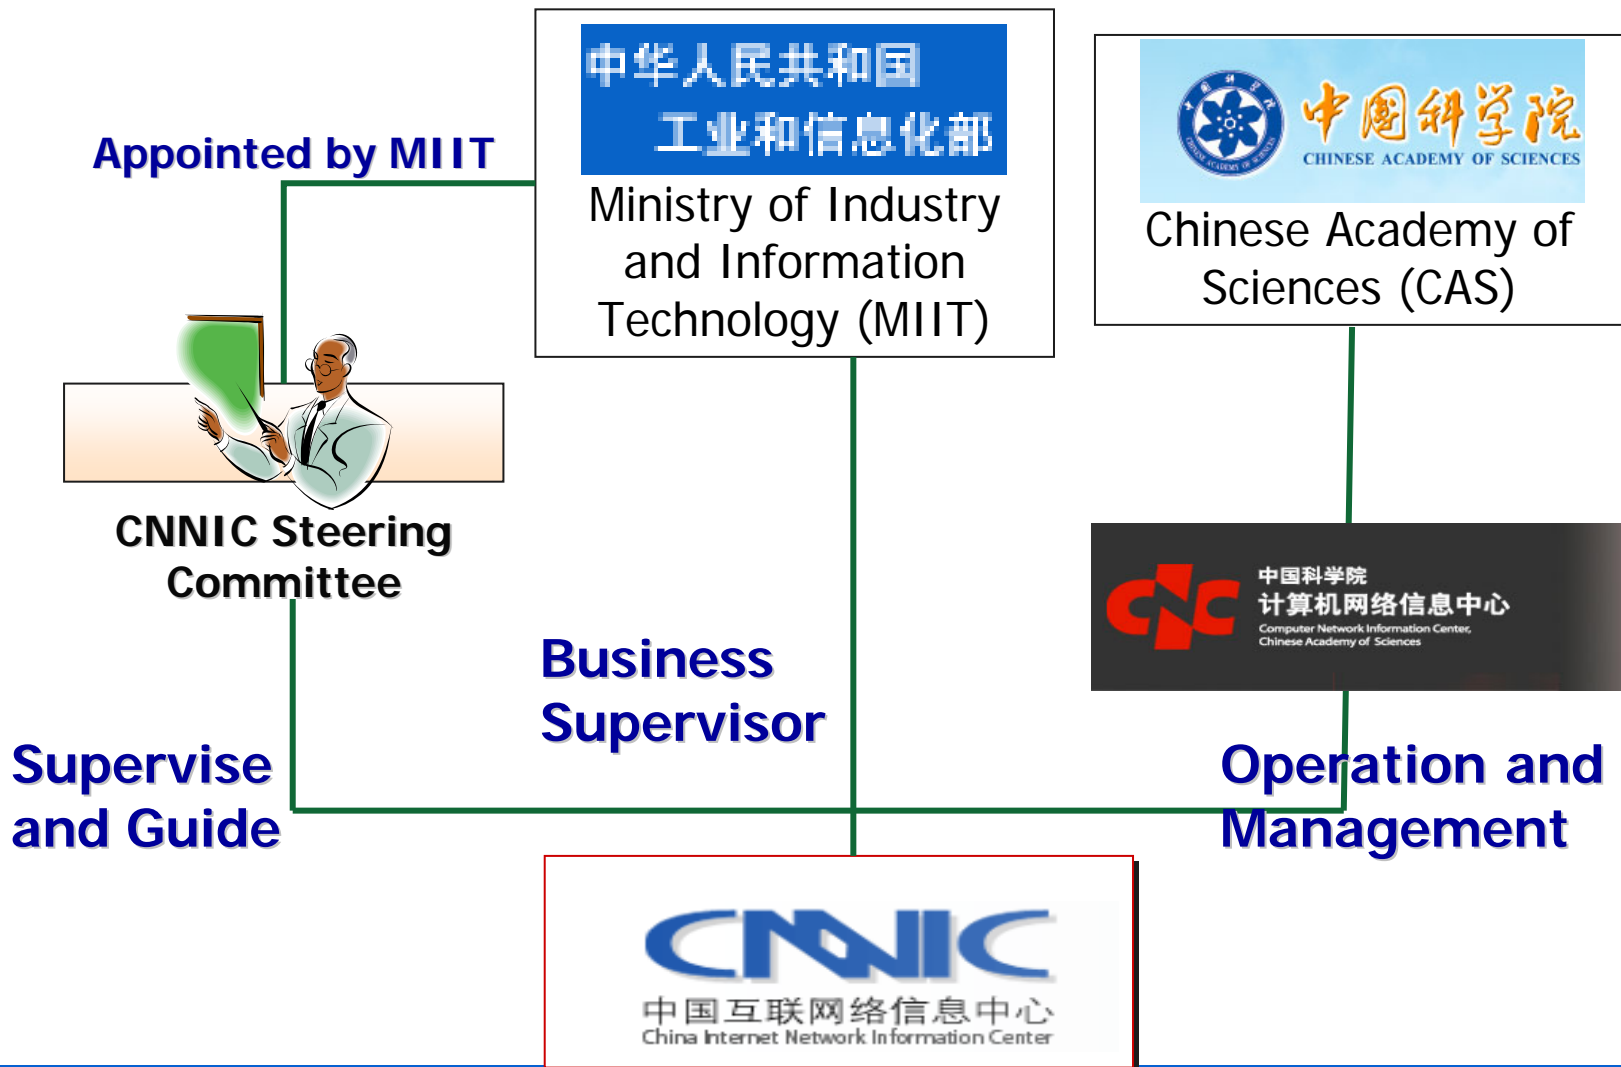 中华人民共和国
工业和信息化部
Ministry of Industry
and Information
Technology (MIIT)
中国科学院
CHINESE ACADEMY OF SCIENCES
Chinese Academy of
Sciences (CAS)
Appointed by MIIT
CNNIC Steering
Committee
中国科学院
计算机网络信息中心
Computer Network Information Center,
Chinese Academy of Sciences
CNC
Business
Supervisor
Supervise
and Guide
Operation and
Management
CNNIC
中国互联网络信息中心
China Internet Network Information Center